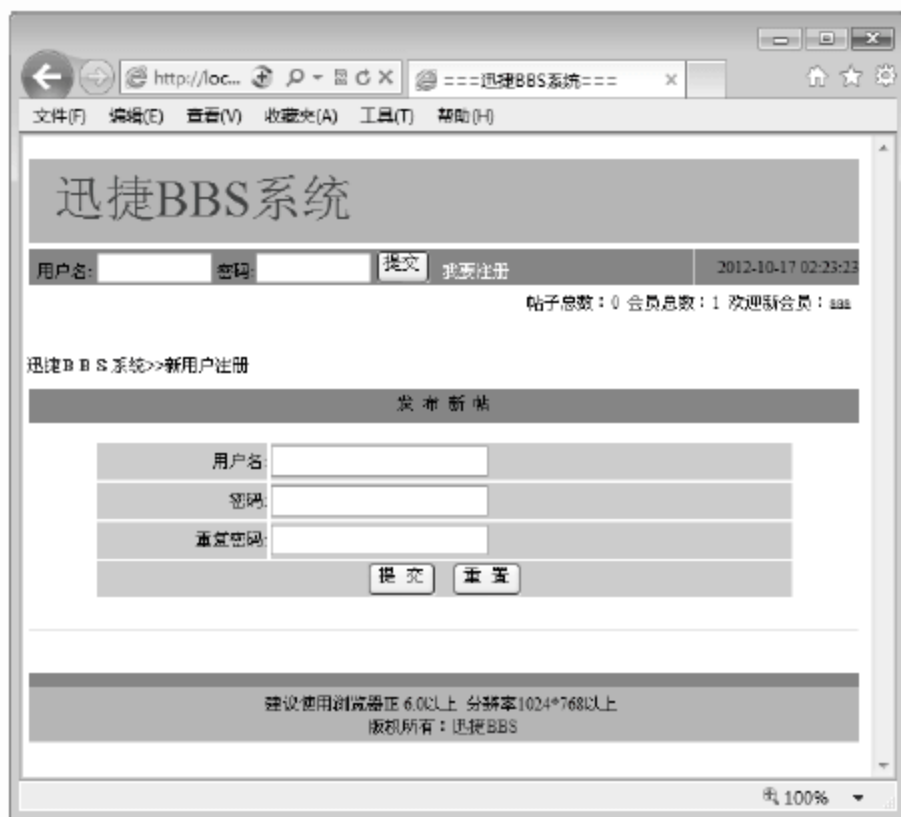 http://loc... ===迅捷BBS系统===
文件(F) 编辑(E) 查看(V) 收藏夹(A) 工具(T) 帮助(H)
迅捷BBS系统
用户名: 密码: 提交 我要注册 2012-10-17 02:23:23
帖子总数：0 会员总数：1 欢迎新会员：aaa
迅捷B B S 系统>>新用户注册
发 布 新 帖
用户名:
密码:
重复密码:
提 交 重 置
建议使用浏览器IE 6.0以上 分辨率1024*768以上
版权所有：迅捷BBS
100%